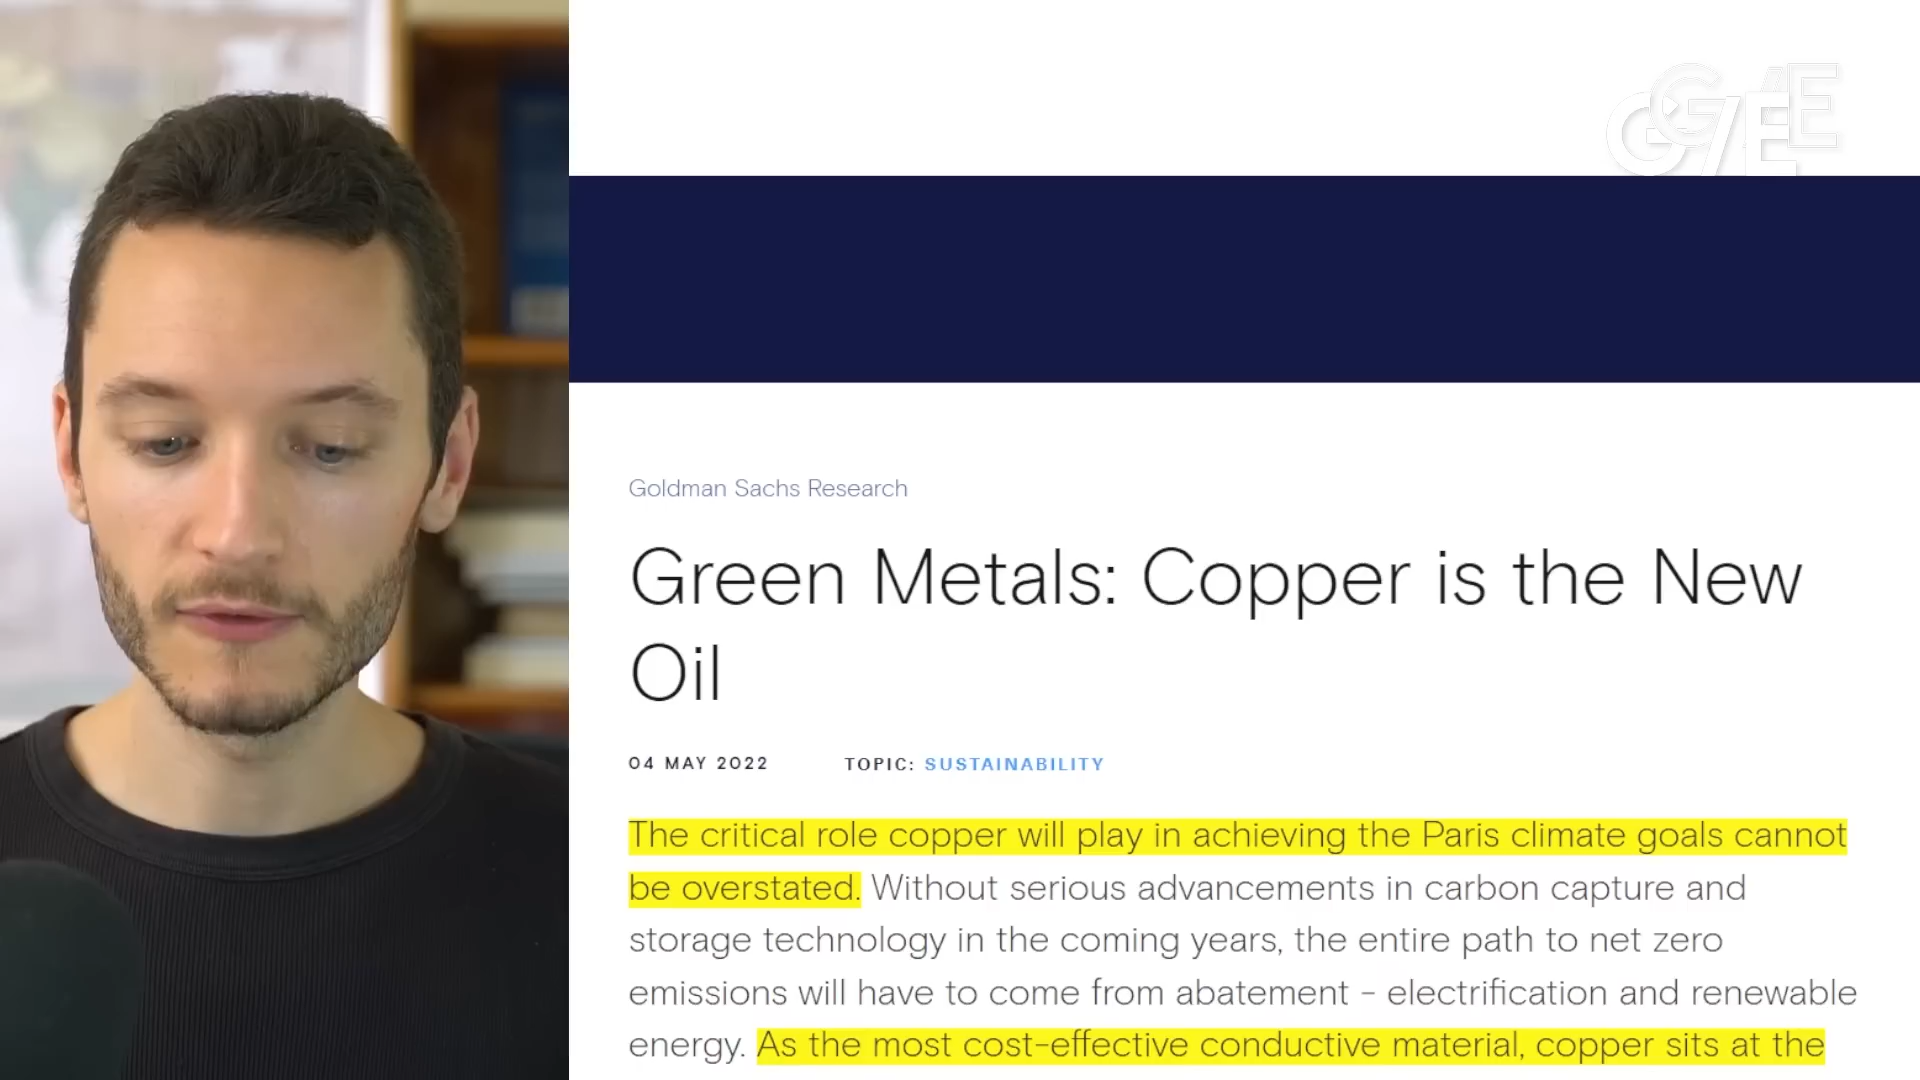 Goldman Sachs Research
Green Metals: Copper is the New
Oil
04 MAY 2022 TOPIC: SUSTAINABILITY
The critical role copper will play in achieving the Paris climate goals cannot
be overstated. Without serious advancements in carbon capture and
storage technology in the coming years, the entire path to net zero
emissions will have to come from abatement – electrification and renewable
energy. As the most cost-effective conductive material, copper sits at the